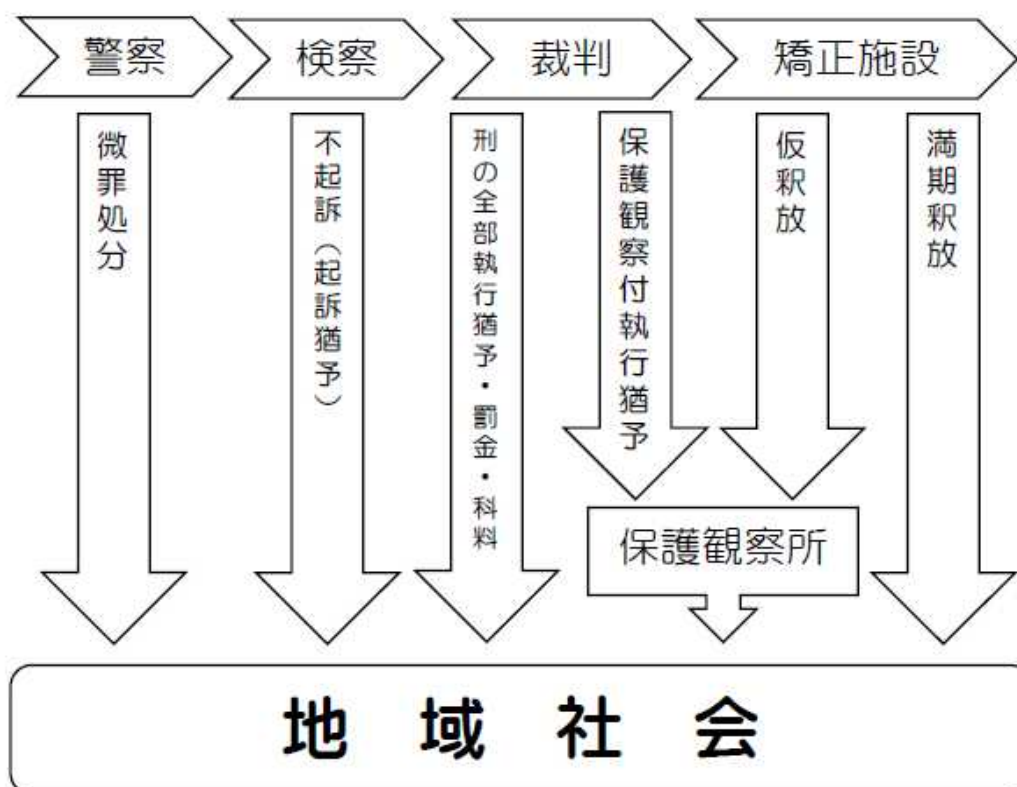 警察
検察
裁判
矯正施設
微罪処分
不起訴（起訴猶予）
刑の全部執行猶予・罰金・科料
保護観察付執行猶予
仮釈放
満期釈放
保護観察所
地域社会